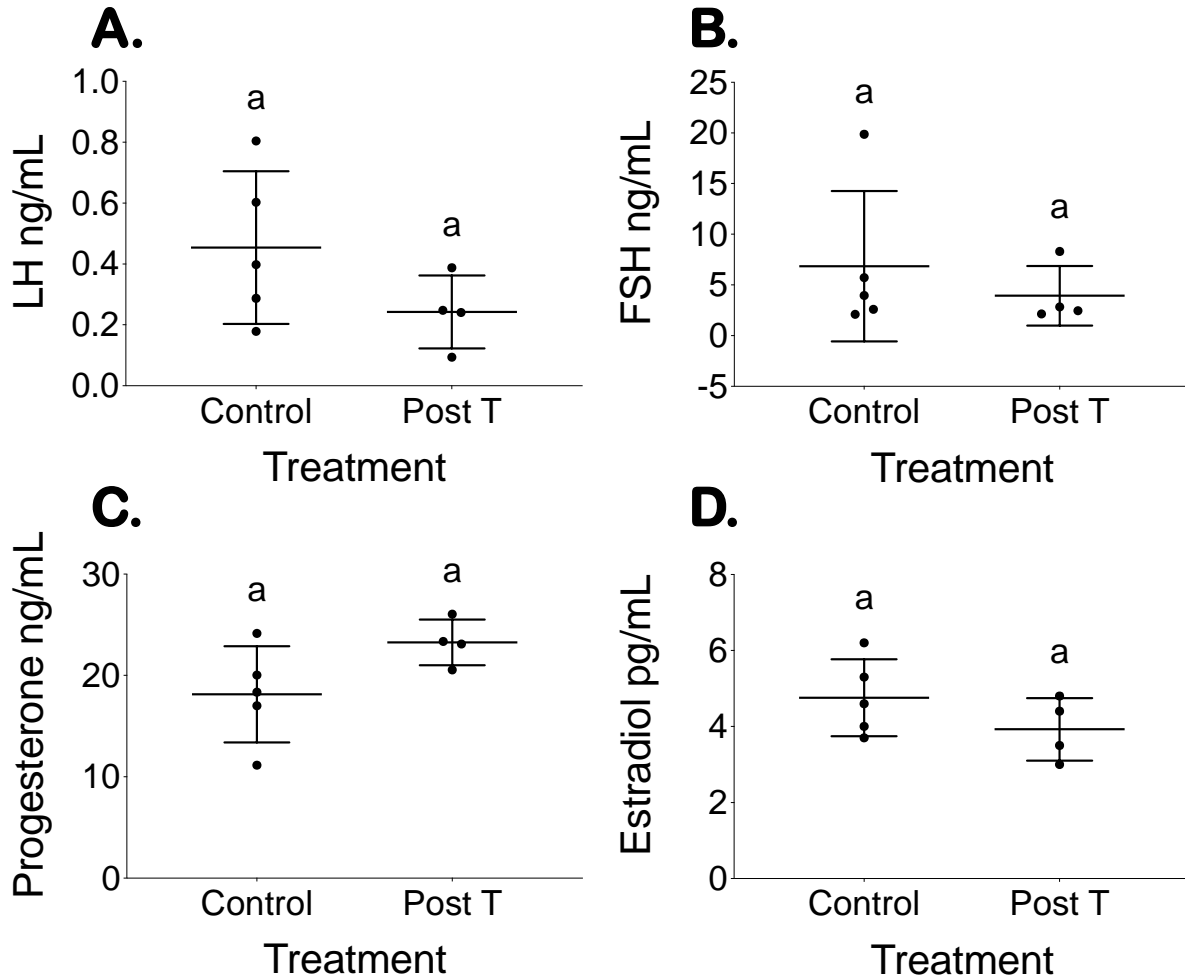 A.
LH ng/mL
1.0
0.8
0.6
0.4
0.2
0.0
a
a
Control
Post T
Treatment
B.
FSH ng/mL
25
20
15
10
5
0
-5
a
a
Control
Post T
Treatment
C.
Progesterone ng/mL
30
20
10
0
a
a
Control
Post T
Treatment
D.
Estradiol pg/mL
8
6
4
2
0
a
a
Control
Post T
Treatment